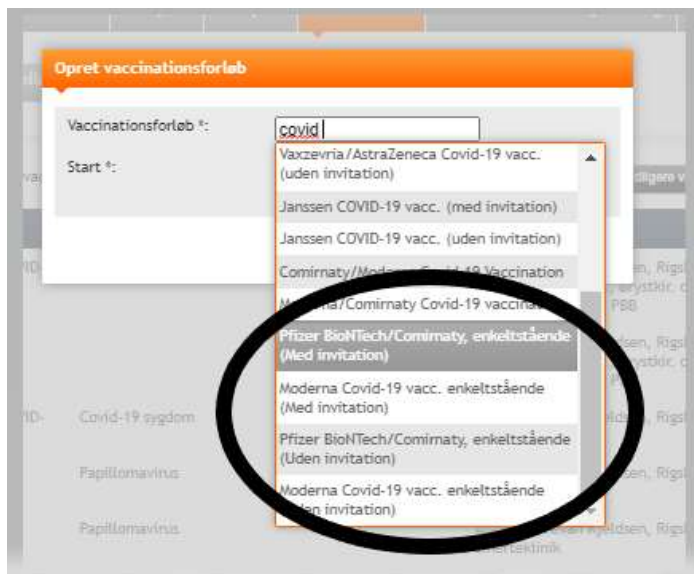 Opret vaccinationsforløb
Vaccinationsforløb *:
covid
Start *:
Vaxzevria/AstraZeneca Covid-19 vacc.
(uden invitation)
Janssen COVID-19 vacc. (med invitation)
Janssen COVID-19 vacc. (uden invitation)
Comirnaty/Moderna Covid-19 Vaccination
Moderna/Comirnaty Covid-19 vaccination
Pfizer BioNTech/Comirnaty, enkeltstående
(Med invitation)
Moderna Covid-19 vacc. enkeltstående
(Med invitation)
Pfizer BioNTech/Comirnaty, enkeltstående
(Uden invitation)
Moderna Covid-19 vacc. enkeltstående
(Uden invitation)
Covid-19 sygdom
Papillomavirus
Papillomavirus
PBB